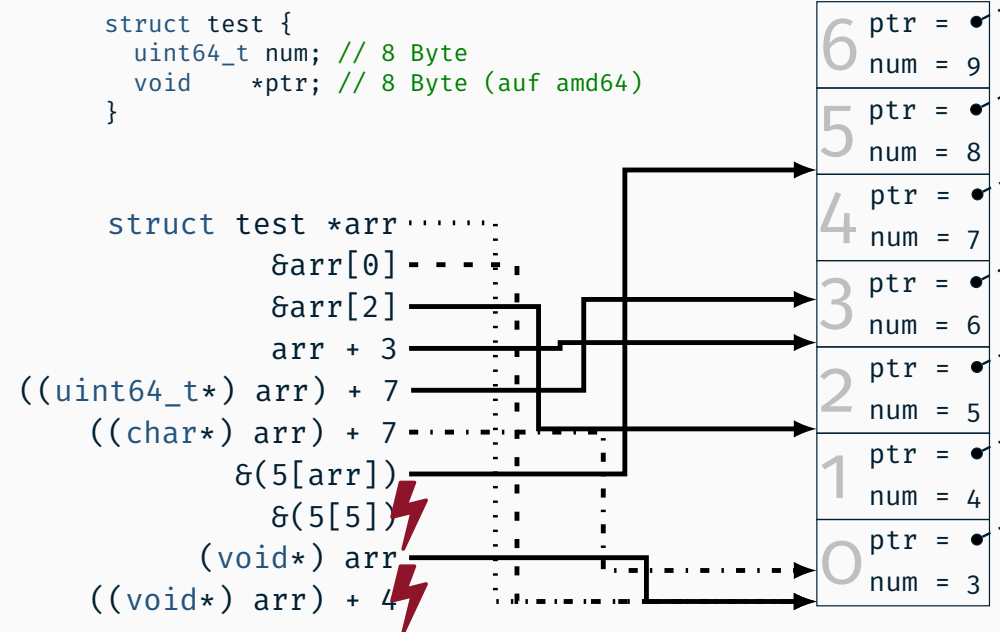 struct test {
uint64_t num; // 8 Byte
void *ptr; // 8 Byte (auf amd64)
}
struct test *arr
&arr[0]
&arr[2]
arr + 3
((uint64_t*) arr) + 7
((char*) arr) + 7
&(5[arr])
&(5[5])
(void*) arr
((void*) arr) + 4
6
ptr =
num = 9
5
ptr =
num = 8
4
ptr =
num = 7
3
ptr =
num = 6
2
ptr =
num = 5
1
ptr =
num = 4
0
ptr =
num = 3